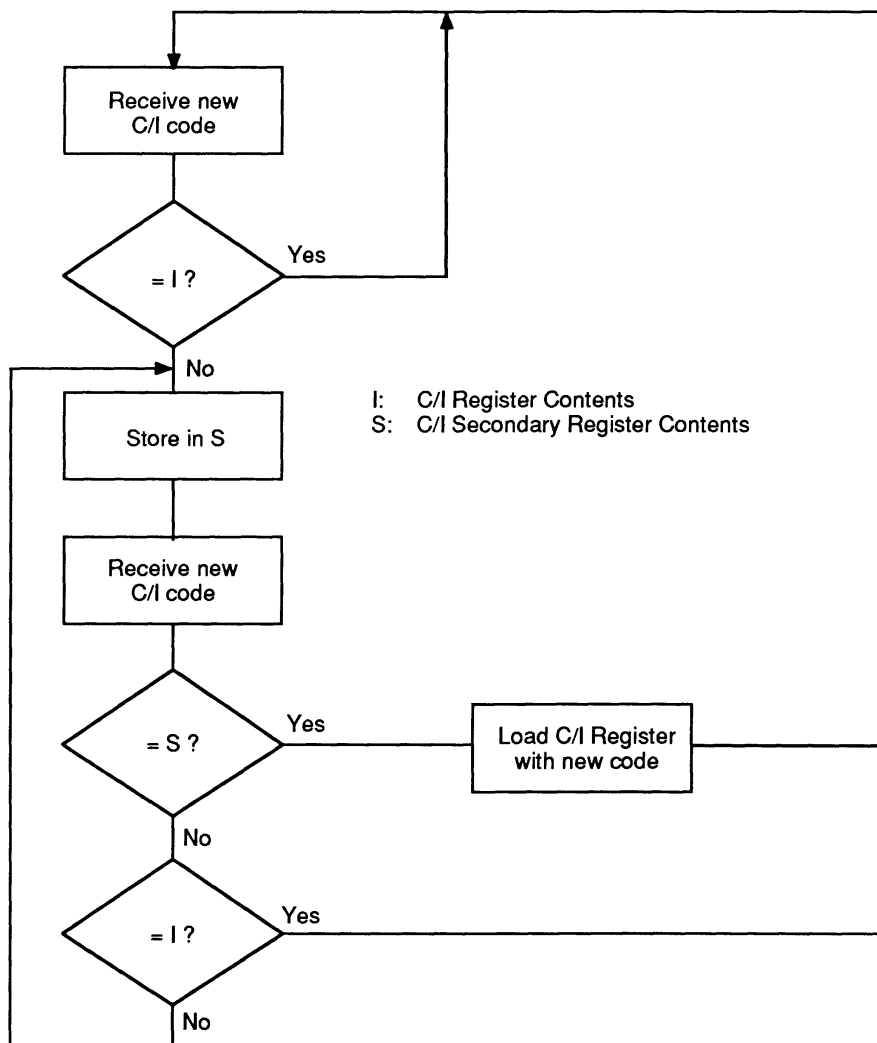 Receive new
C/I code
= I ?
Yes
No
I: C/I Register Contents
S: C/I Secondary Register Contents
Store in S
Receive new
C/I code
= S ?
Yes
Load C/I Register
with new code
No
= I ?
Yes
No